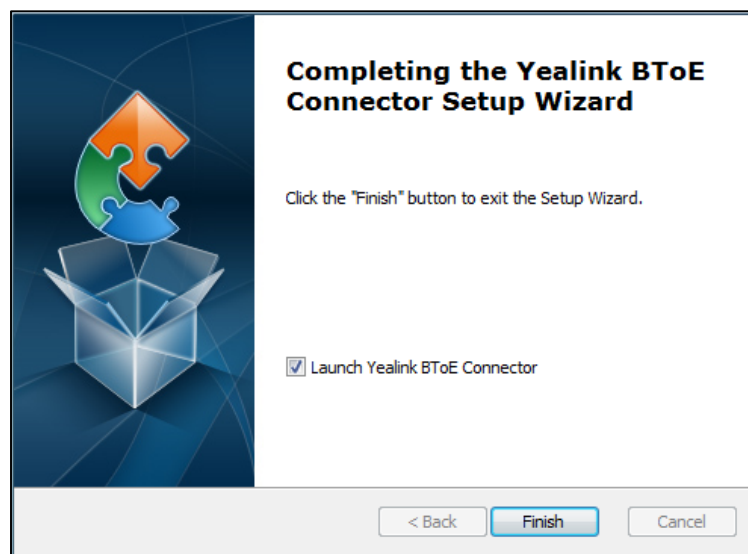 Completing the Yealink BToE
Connector Setup Wizard
Click the "Finish" button to exit the Setup Wizard.
Launch Yealink BToE Connector
< Back Finish Cancel